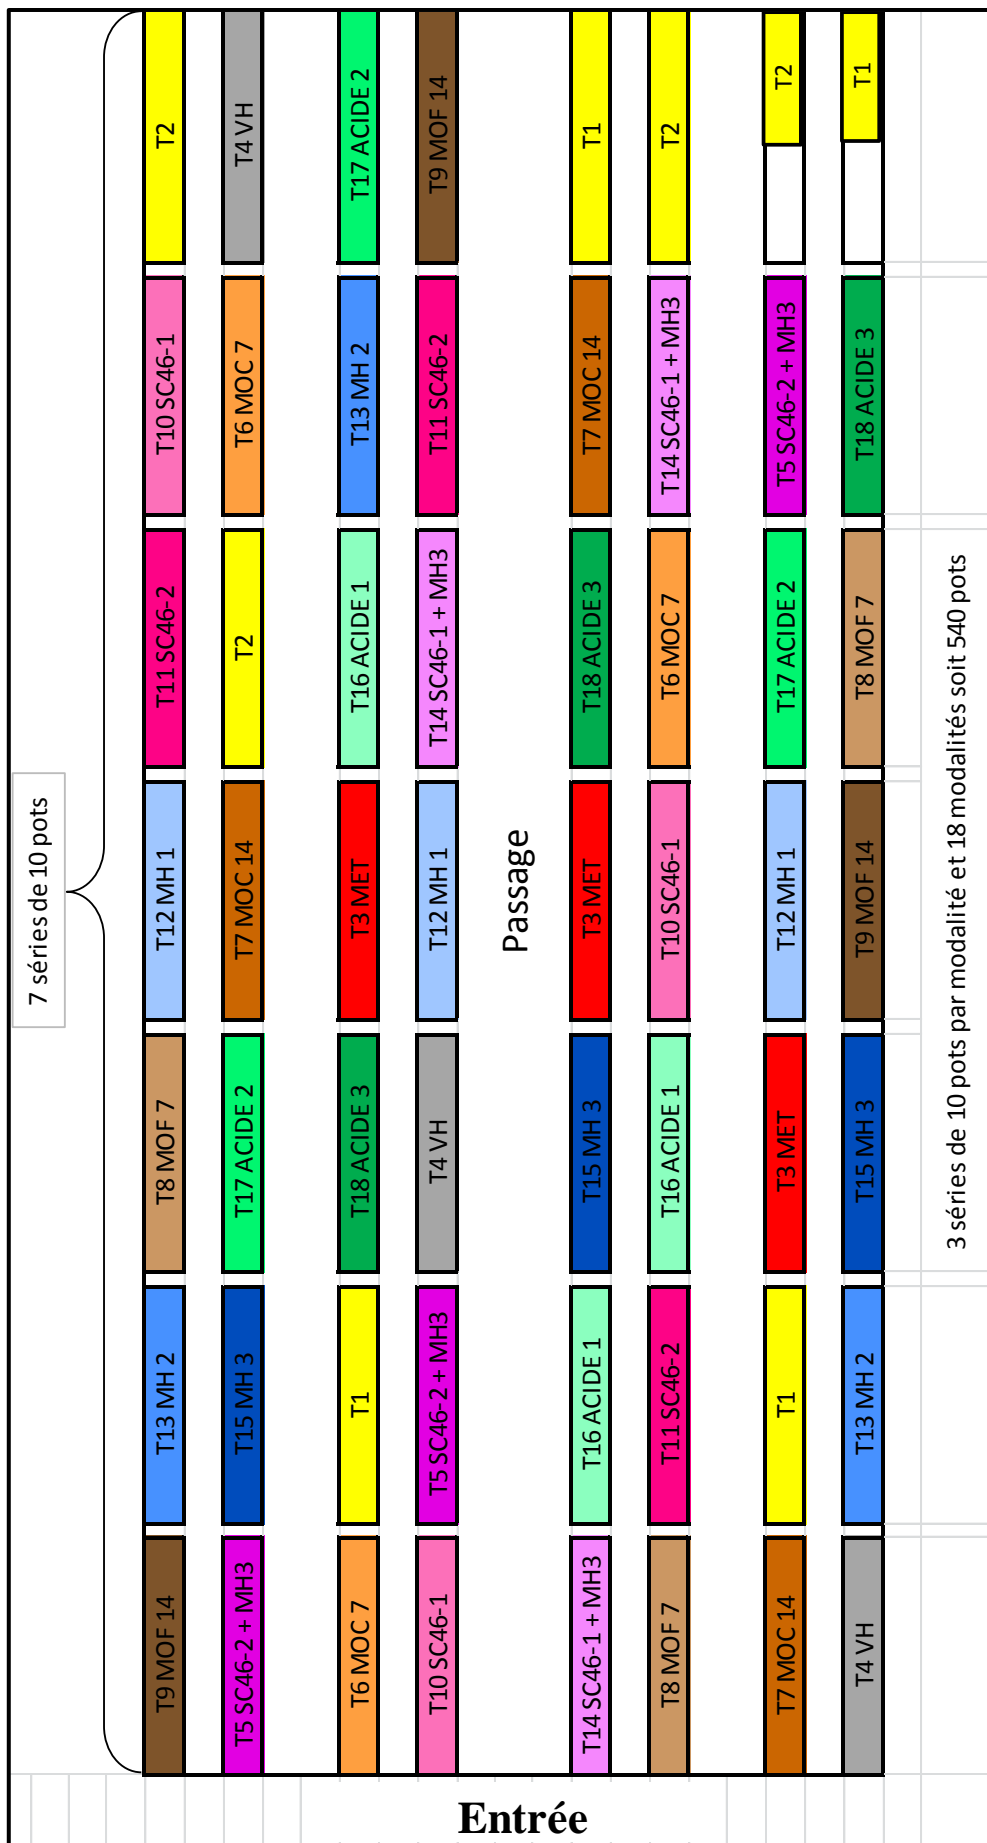 7 séries de 10 pots
T2
T10 SC46-1
T11 SC46-2
T12 MH 1
T8 MOF 7
T13 MH 2
T9 MOF 14
T4 VH
T6 MOC 7
T2
T7 MOC 14
T17 ACIDE 2
T15 MH 3
T5 SC46-2 + MH3
T17 ACIDE 2
T13 MH 2
T16 ACIDE 1
T3 MET
T18 ACIDE 3
T1
T6 MOC 7
T9 MOF 14
T11 SC46-2
T14 SC46-1 + MH3
T12 MH 1
T4 VH
T5 SC46-2 + MH3
T10 SC46-1
Passage
T1
T7 MOC 14
T18 ACIDE 3
T3 MET
T15 MH 3
T16 ACIDE 1
T14 SC46-1 + MH3
T2
T14 SC46-1 + MH3
T6 MOC 7
T10 SC46-1
T16 ACIDE 1
T11 SC46-2
T8 MOF 7
T2
T5 SC46-2 + MH3
T17 ACIDE 2
T12 MH 1
T3 MET
T1
T7 MOC 14
T1
T18 ACIDE 3
T8 MOF 7
T9 MOF 14
T15 MH 3
T13 MH 2
T4 VH
3 séries de 10 pots par modalité et 18 modalités soit 540 pots
Entrée